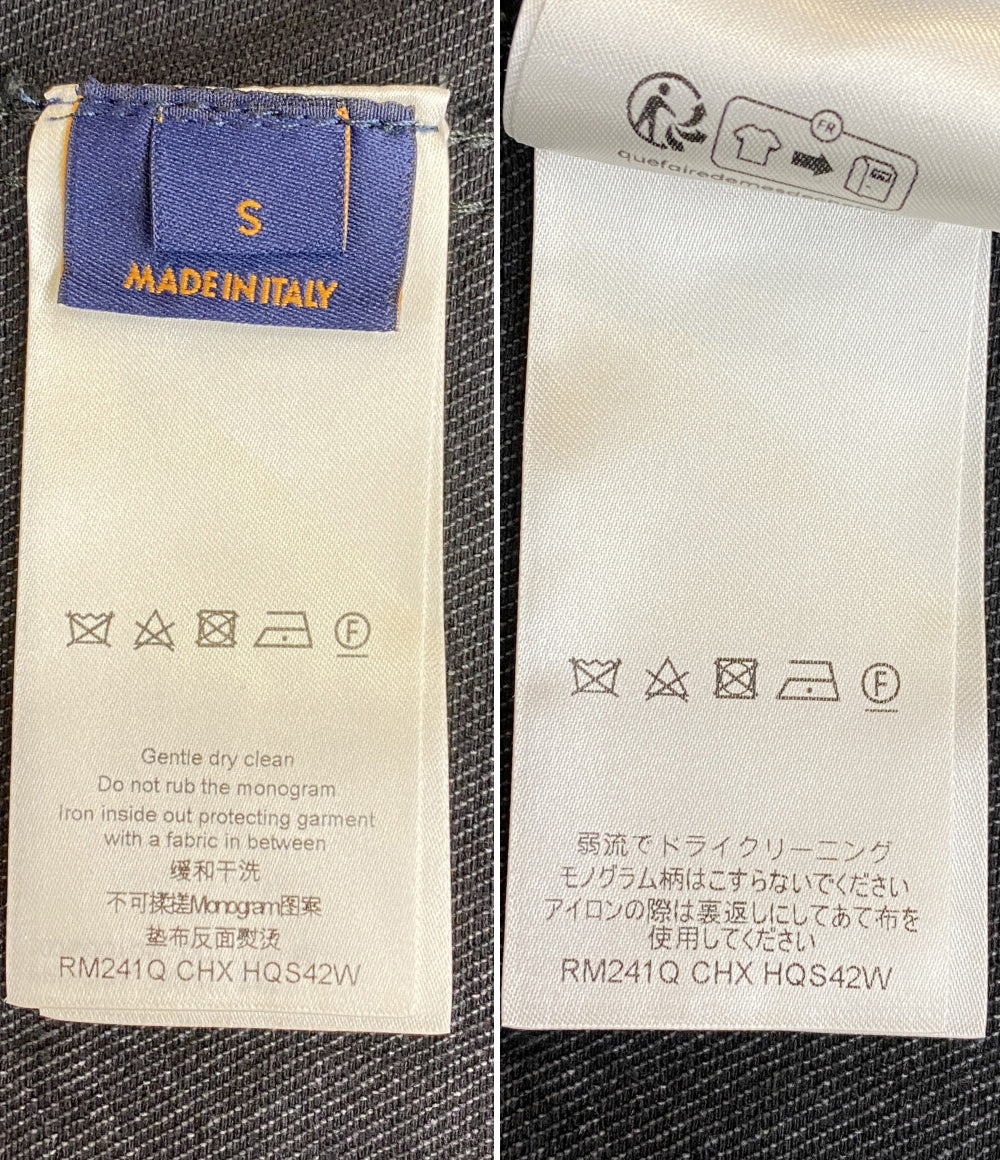 S
MADE IN ITALY
F
Gentle dry clean
Do not rub the monogram
Iron inside out protecting garment
with a fabric in between
缓和干洗
不可揉搓Monogram图案
垫布反面熨烫
RM241Q CHX HQS42W
FR
F
弱流でドライクリーニング
モノグラム柄はこすらないでください
アイロンの際は裏返しにしてあて布を
使用してください
RM241Q CHX HQS42W